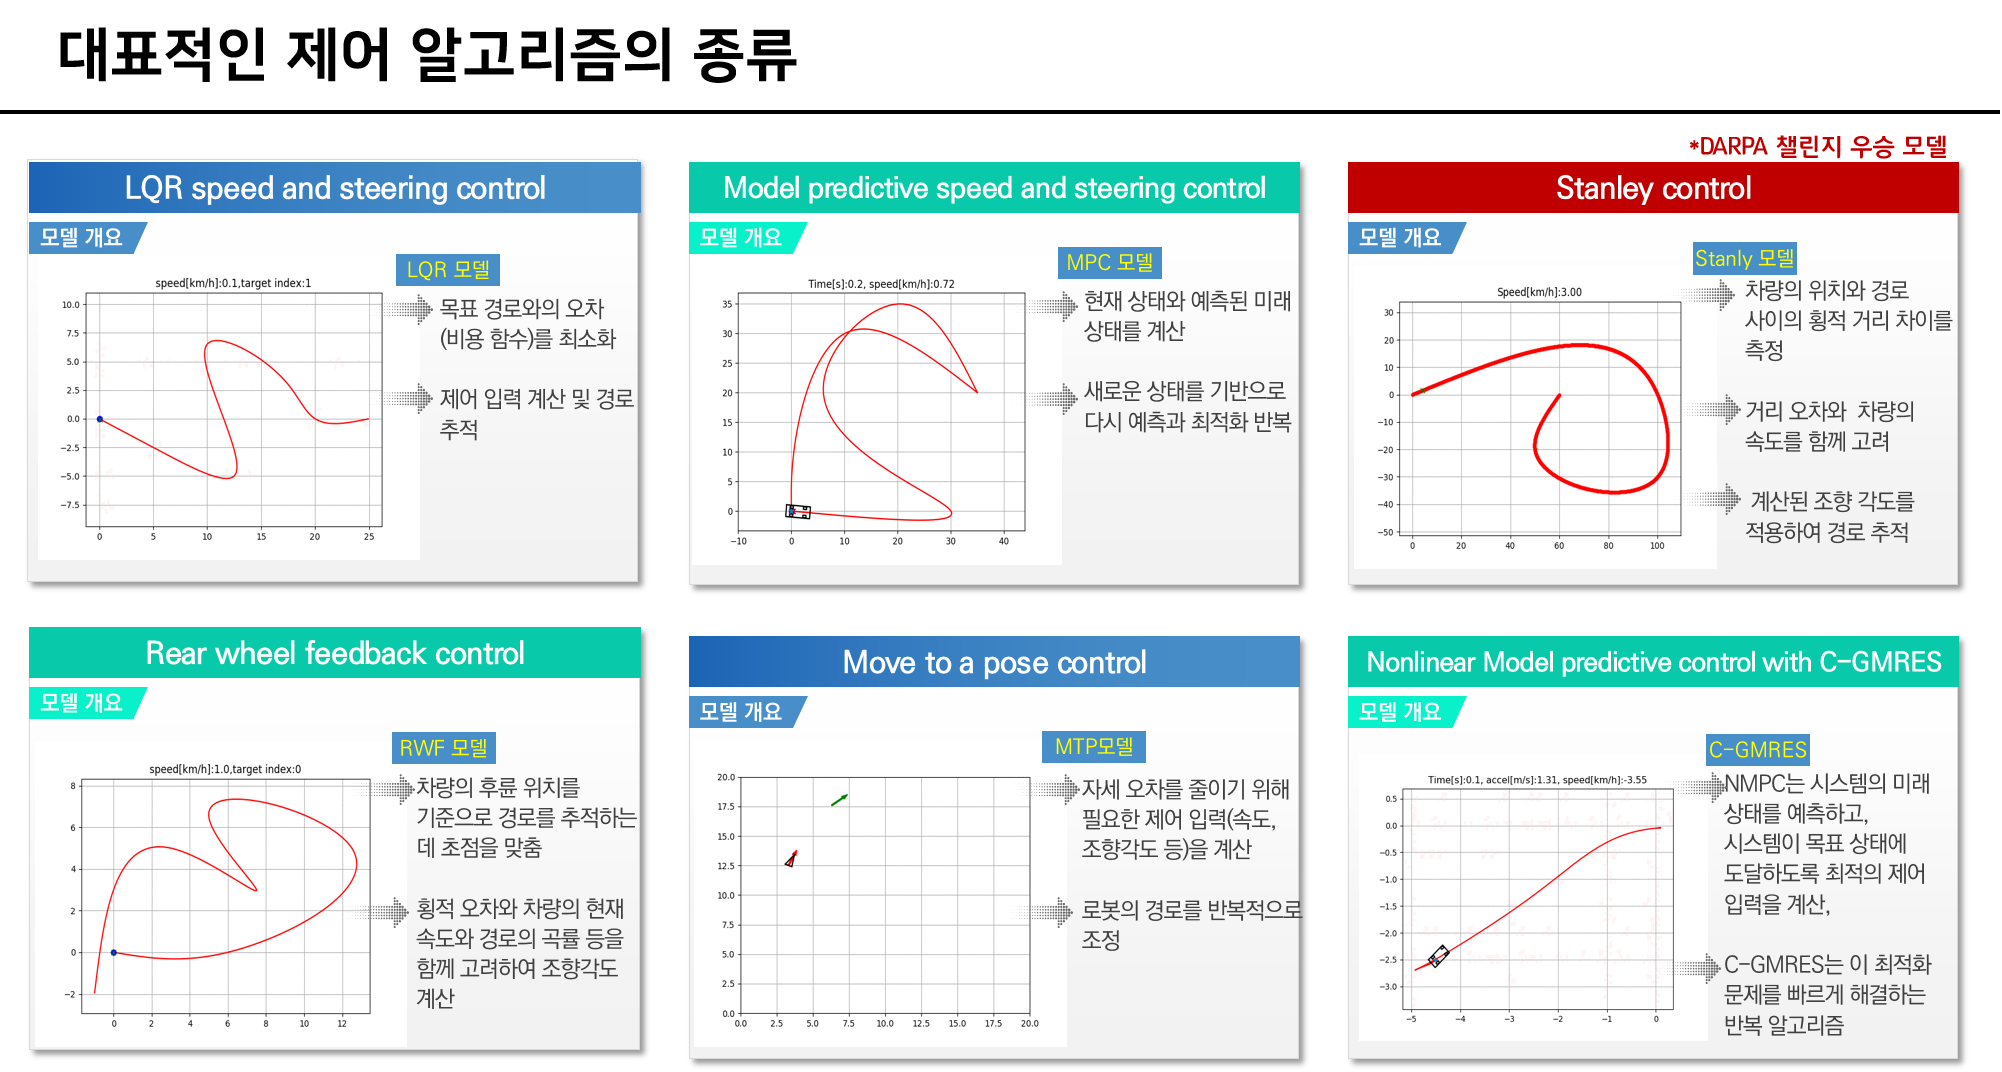 대표적인 제어 알고리즘의 종류
*DARPA 챌린지 우승 모델
LQR speed and steering control
모델 개요
LQR 모델
speed[km/h]:0.1,target index:1
목표 경로와의 오차
(비용 함수)를 최소화
제어 입력 계산 및 경로
추적
10.0
7.5
5.0
2.5
0.0
−2.5
−5.0
−7.5
0 5 10 15 20 25
Model predictive speed and steering control
모델 개요
MPC 모델
Time[s]:0.2, speed[km/h]:0.72
현재 상태와 예측된 미래
상태를 계산
새로운 상태를 기반으로
다시 예측과 최적화 반복
35
30
25
20
15
10
5
0
−10 0 10 20 30 40
Stanley control
모델 개요
Stanly 모델
Speed[km/h]:3.00
차량의 위치와 경로
사이의 횡적 거리 차이를
측정
거리 오차와 차량의
속도를 함께 고려
계산된 조향 각도를
적용하여 경로 추적
30
20
10
0
−10
−20
−30
−40
−50
0 20 40 60 80 100
Rear wheel feedback control
모델 개요
RWF 모델
speed[km/h]:1.0,target index:0
차량의 후륜 위치를
기준으로 경로를 추적하는
데 초점을 맞춤
횡적 오차와 차량의 현재
속도와 경로의 곡률 등을
함께 고려하여 조향각도
계산
8
6
4
2
0
−2
0 2 4 6 8 10 12
Move to a pose control
모델 개요
MTP모델
자세 오차를 줄이기 위해
필요한 제어 입력(속도,
조향각도 등)을 계산
로봇의 경로를 반복적으로
조정
20.0
17.5
15.0
12.5
10.0
7.5
5.0
2.5
0.0
0.0 2.5 5.0 7.5 10.0 12.5 15.0 17.5 20.0
Nonlinear Model predictive control with C-GMRES
모델 개요
C-GMRES
Time[s]:0.1, accel[m/s]:1.31, speed[km/h]:-3.55
NMPC는 시스템의 미래
상태를 예측하고,
시스템이 목표 상태에
도달하도록 최적의 제어
입력을 계산,
C-GMRES는 이 최적화
문제를 빠르게 해결하는
반복 알고리즘
0.5
0.0
−0.5
−1.0
−1.5
−2.0
−2.5
−3.0
−5 −4 −3 −2 −1 0